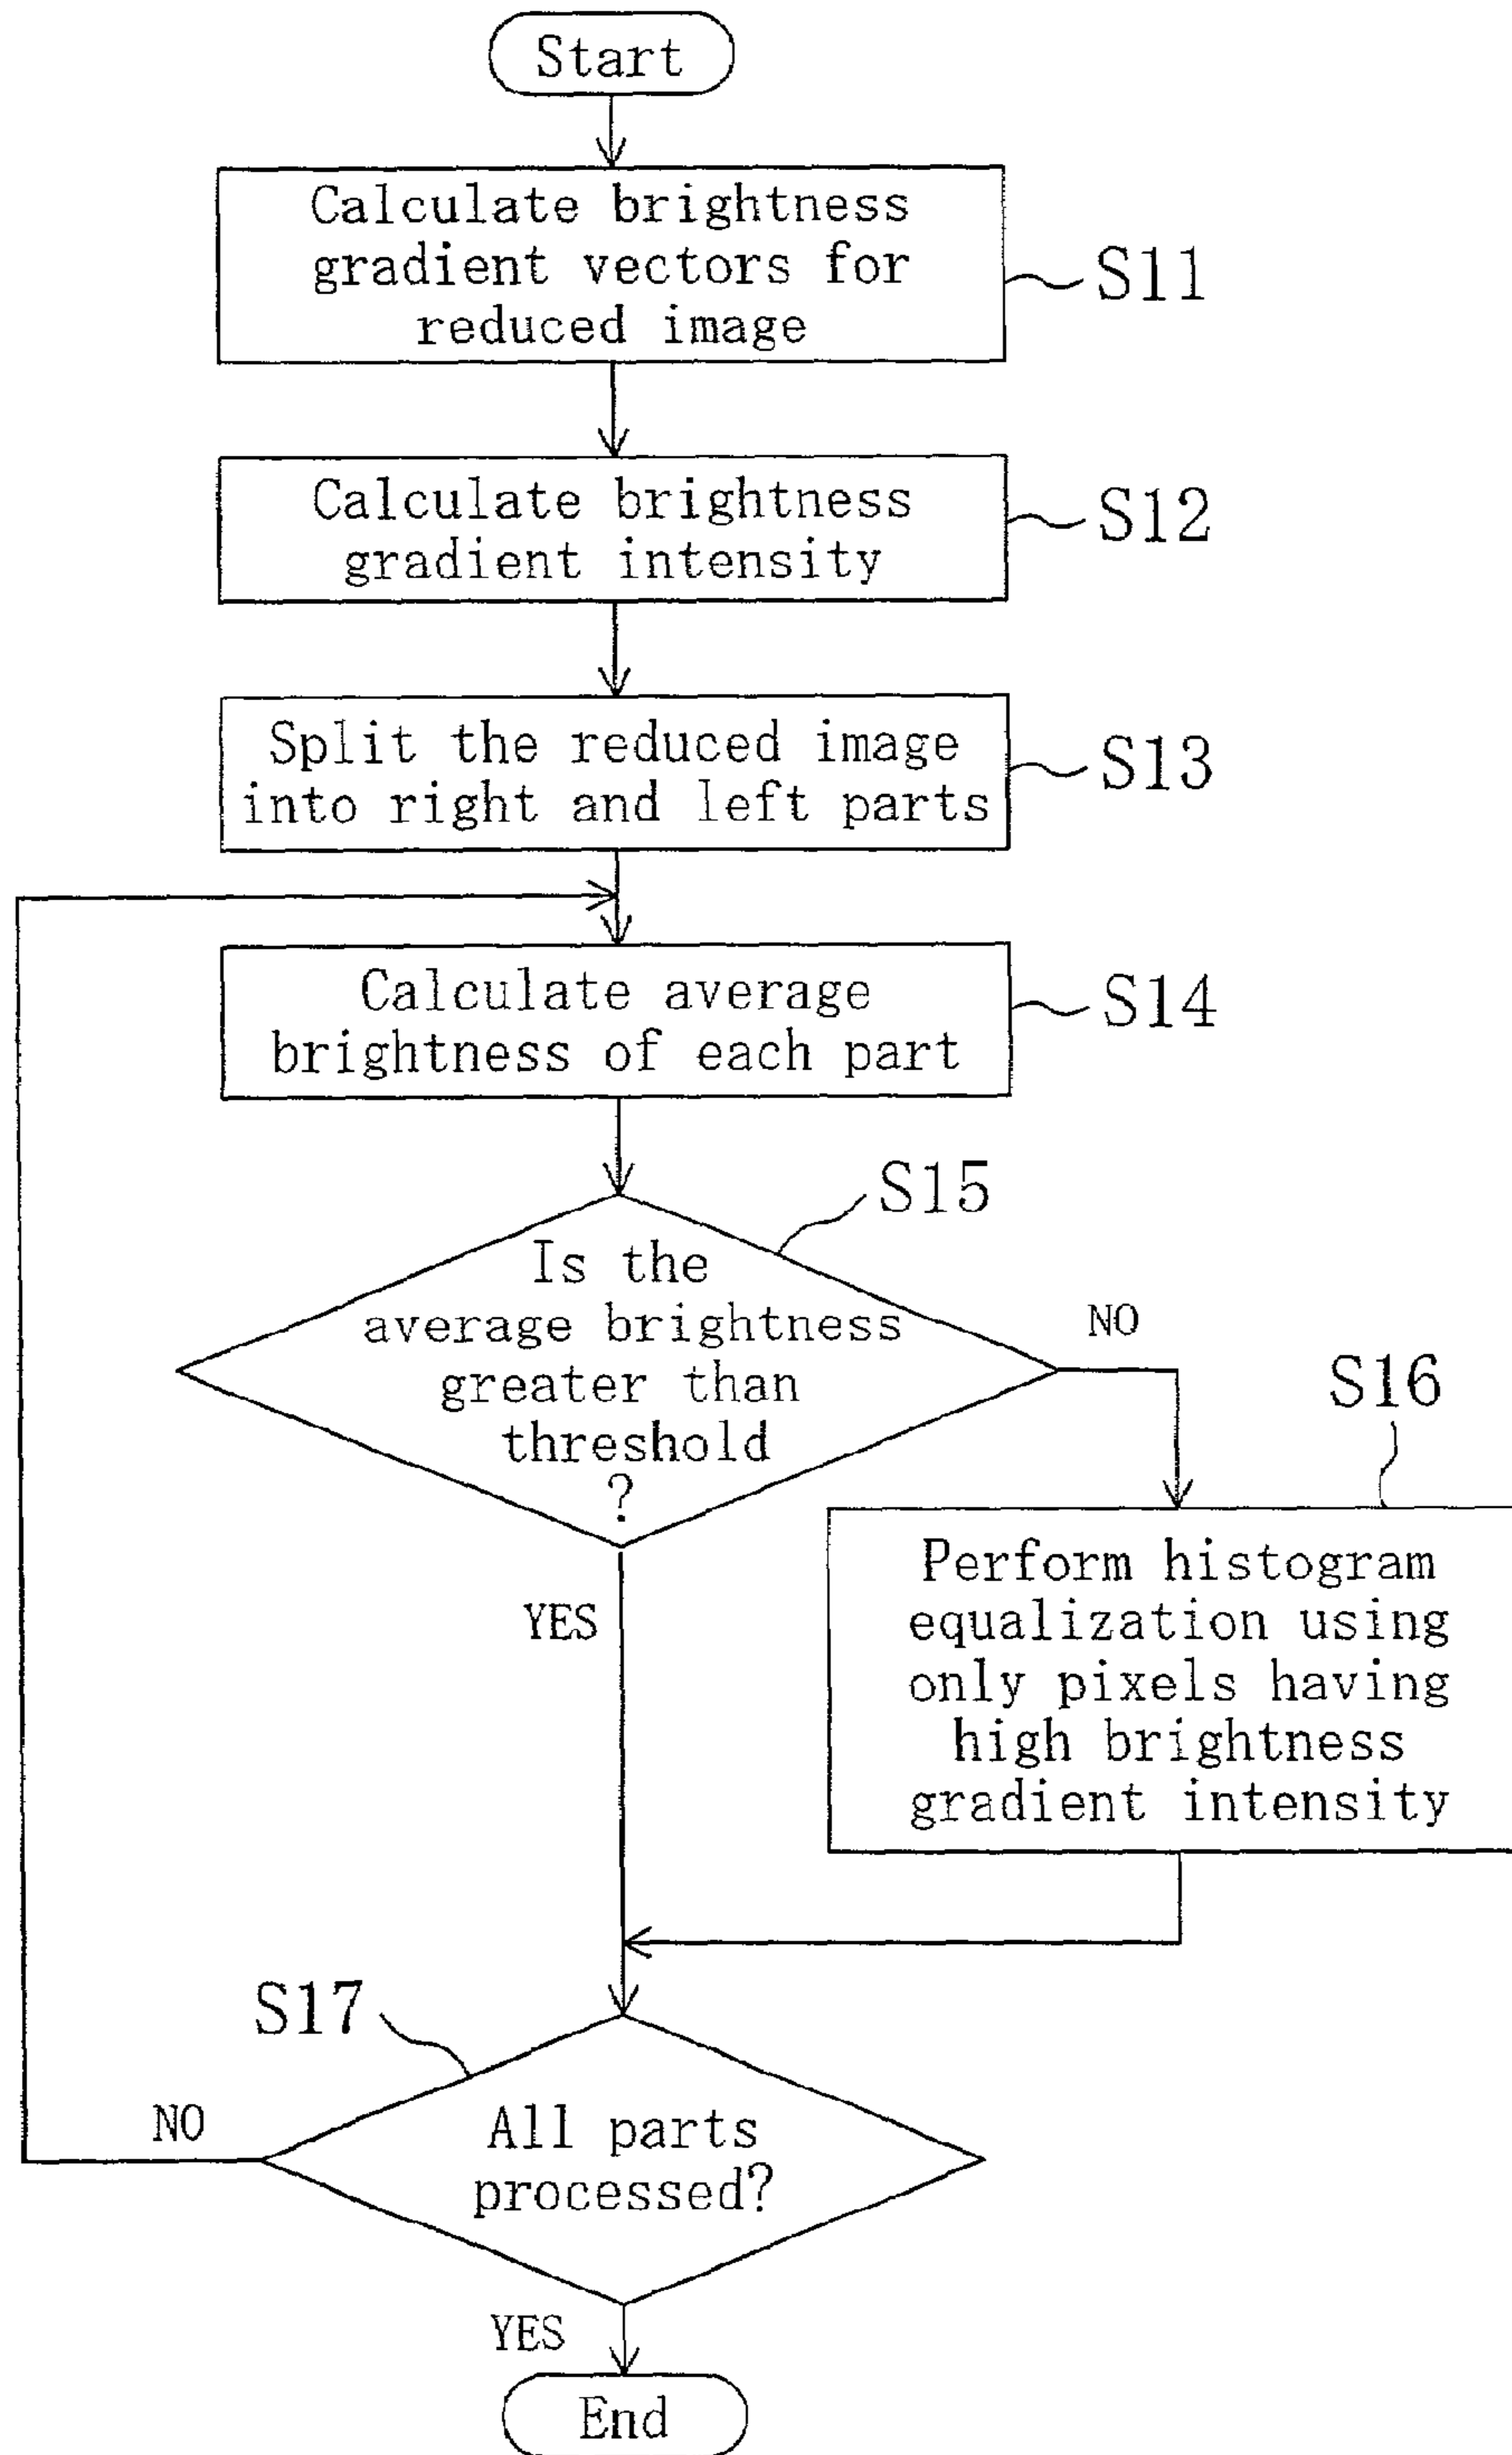 Start
Calculate brightness
gradient vectors for
reduced image
S11
Calculate brightness
gradient intensity
S12
Split the reduced image
into right and left parts
S13
Calculate average
brightness of each part
S14
S15
Is the
average brightness
greater than
threshold
?
NO
YES
S16
Perform histogram
equalization using
only pixels having
high brightness
gradient intensity
S17
All parts
processed?
NO
YES
End